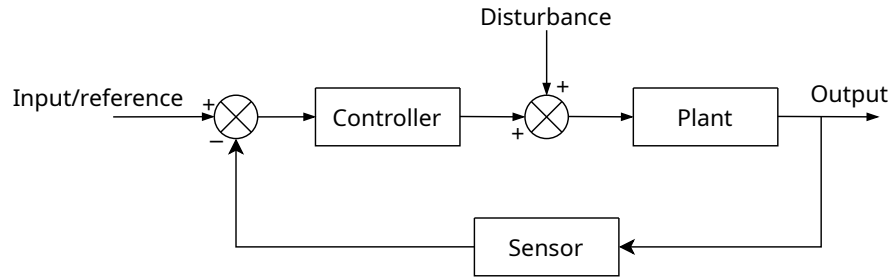 Disturbance
+
Input/reference
+
Controller
+
Plant
Output
−
Sensor